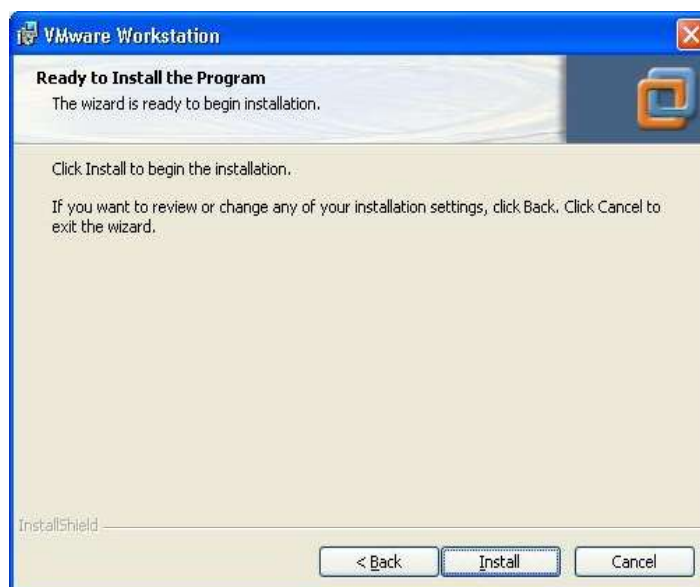 VMware Workstation
Ready to Install the Program
The wizard is ready to begin installation.
Click Install to begin the installation.
If you want to review or change any of your installation settings, click Back. Click Cancel to
exit the wizard.
InstallShield
< Back
Install
Cancel